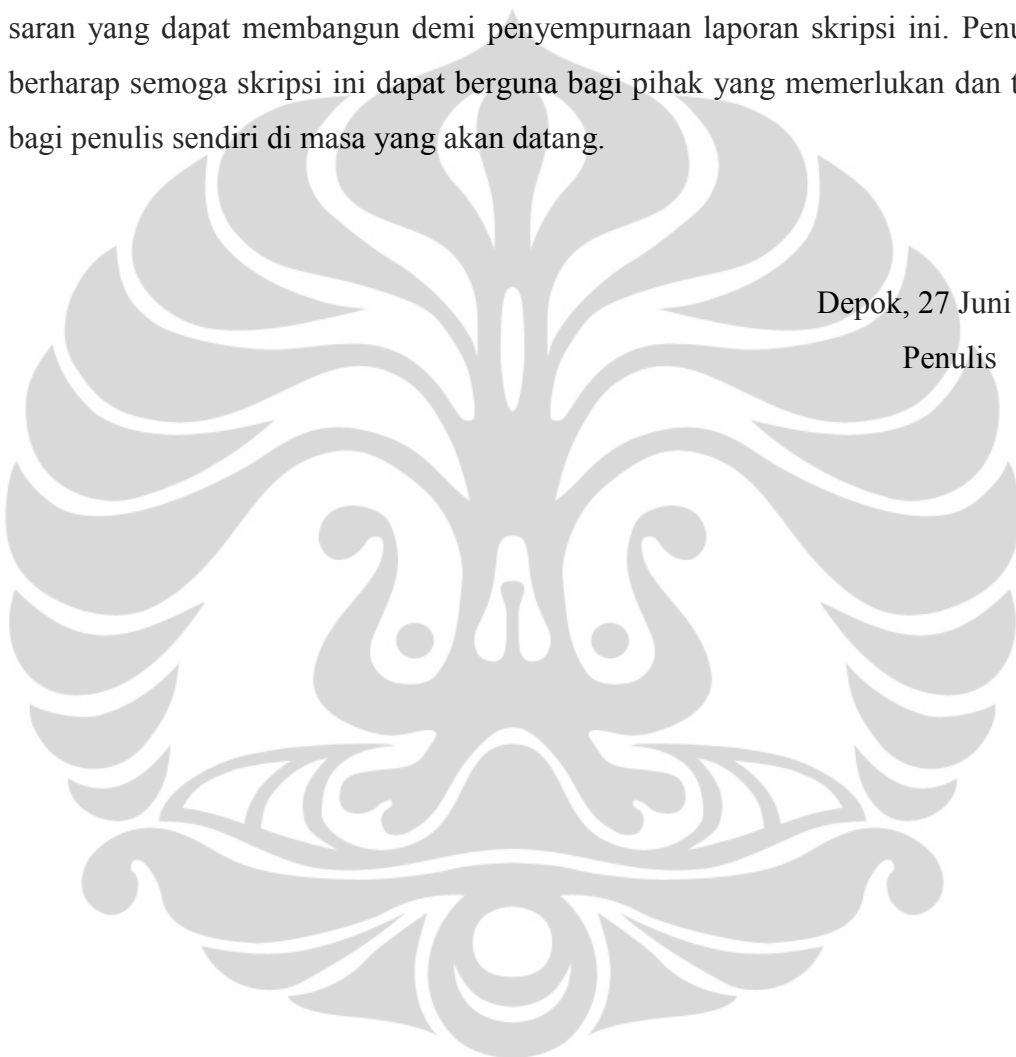 saran yang dapat membangun demi penyempurnaan laporan skripsi ini. Penu
berharap semoga skripsi ini dapat berguna bagi pihak yang memerlukan dan t
bagi penulis sendiri di masa yang akan datang.
Depok, 27 Juni
Penulis